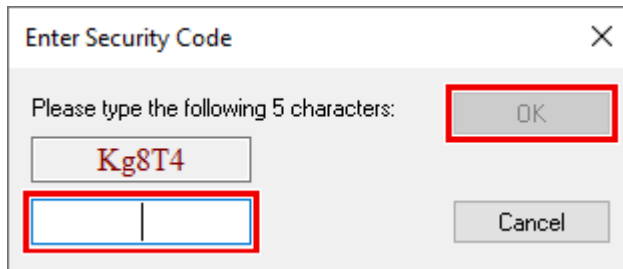 Enter Security Code
Please type the following 5 characters:
OK
Kg8T4
Cancel